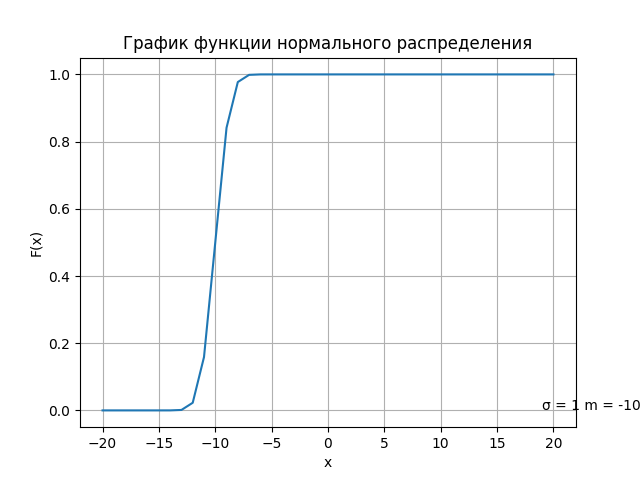 График функции нормального распределения
1.0
0.8
0.6
0.4
0.2
0.0
F(x)
σ = 1 m = -10
−20 −15 −10 −5 0 5 10 15 20
x